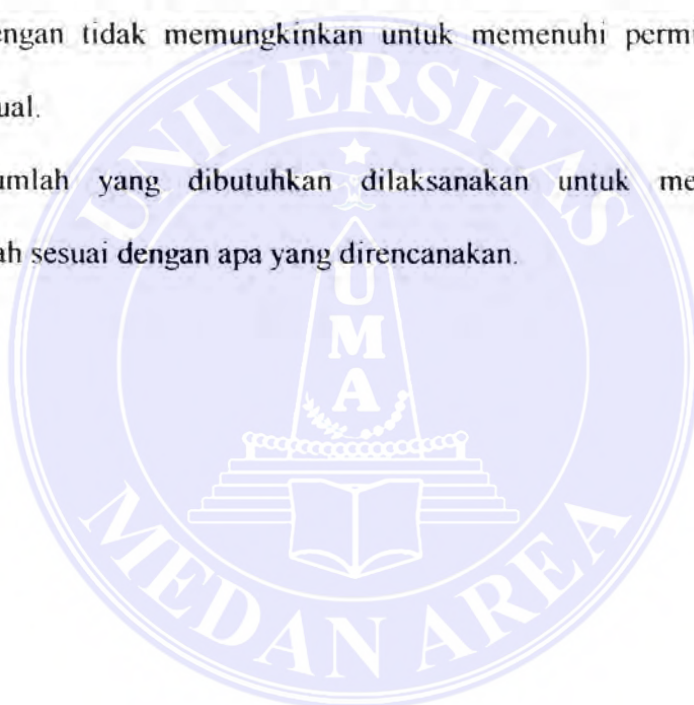 engan tidak memungkinkan untuk memenuhi perm
ual.
umlah yang dibutuhkan dilaksanakan untuk me
ah sesuai dengan apa yang direncanakan.
UNIVERSITAS
UMA
MEDAN AREA